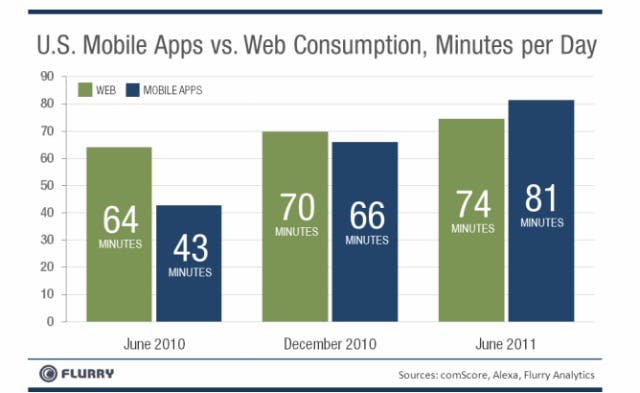 U.S. Mobile Apps vs. Web Consumption, Minutes per Day
90
WEB MOBILE APPS
80
70
60
50
40
30
20
10
0
64
MINUTES
43
MINUTES
70
MINUTES
66
MINUTES
74
MINUTES
81
MINUTES
June 2010 December 2010 June 2011
FLURRY
Sources: comScore, Alexa, Flurry Analytics